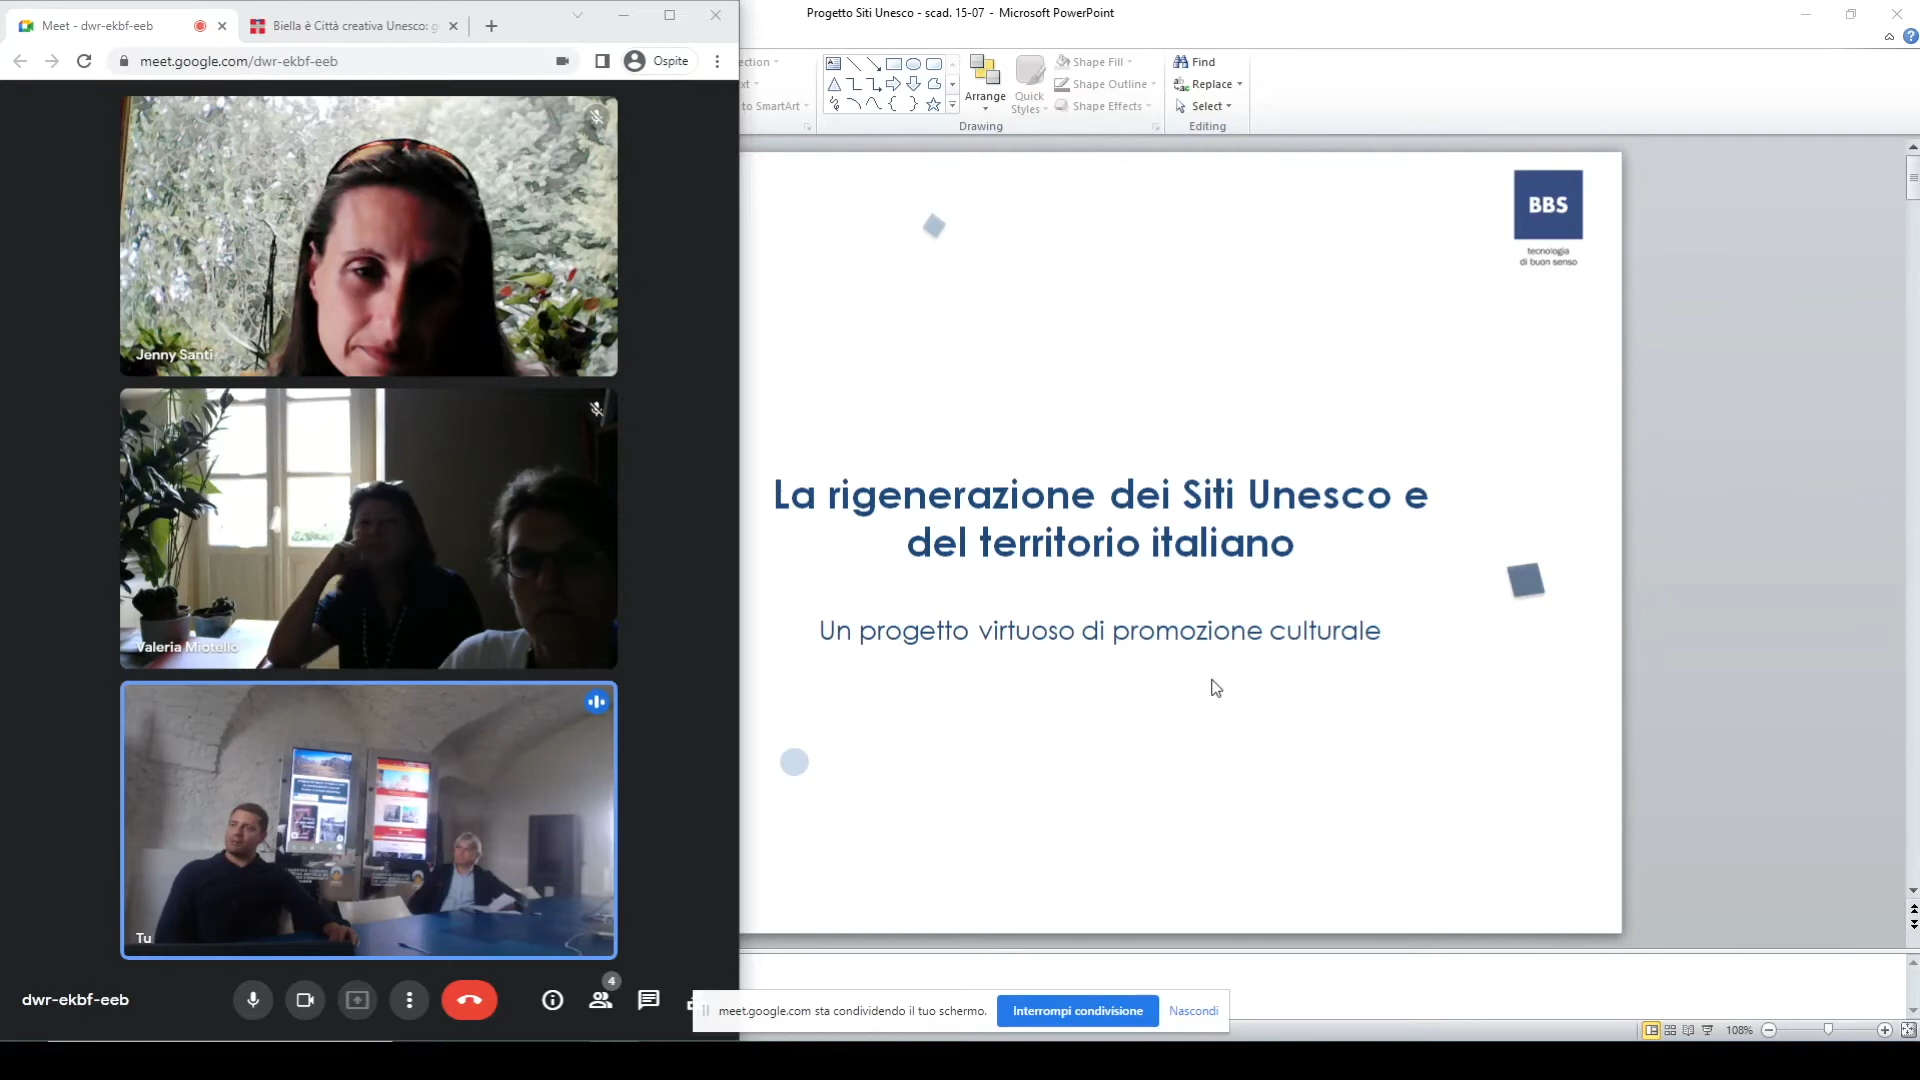 Meet - dwr-ekbf-eeb
Biella è Città creativa Unesco: g
meet.google.com/dwr-ekbf-eeb
Ospite
Jenny Santi
Valeria Miotello
Tu
dwr-ekbf-eeb
4
Progetto Siti Unesco - scad. 15-07 - Microsoft PowerPoint
ection
xt
to SmartArt
Arrange
Quick
Styles
Shape Fill
Shape Outline
Shape Effects
Drawing
Find
Replace
Select
Editing
BBS
tecnologia
di buon senso
La rigenerazione dei Siti Unesco e
del territorio italiano
Un progetto virtuoso di promozione culturale
meet.google.com sta condividendo il tuo schermo.
Interrompi condivisione
Nascondi
108%